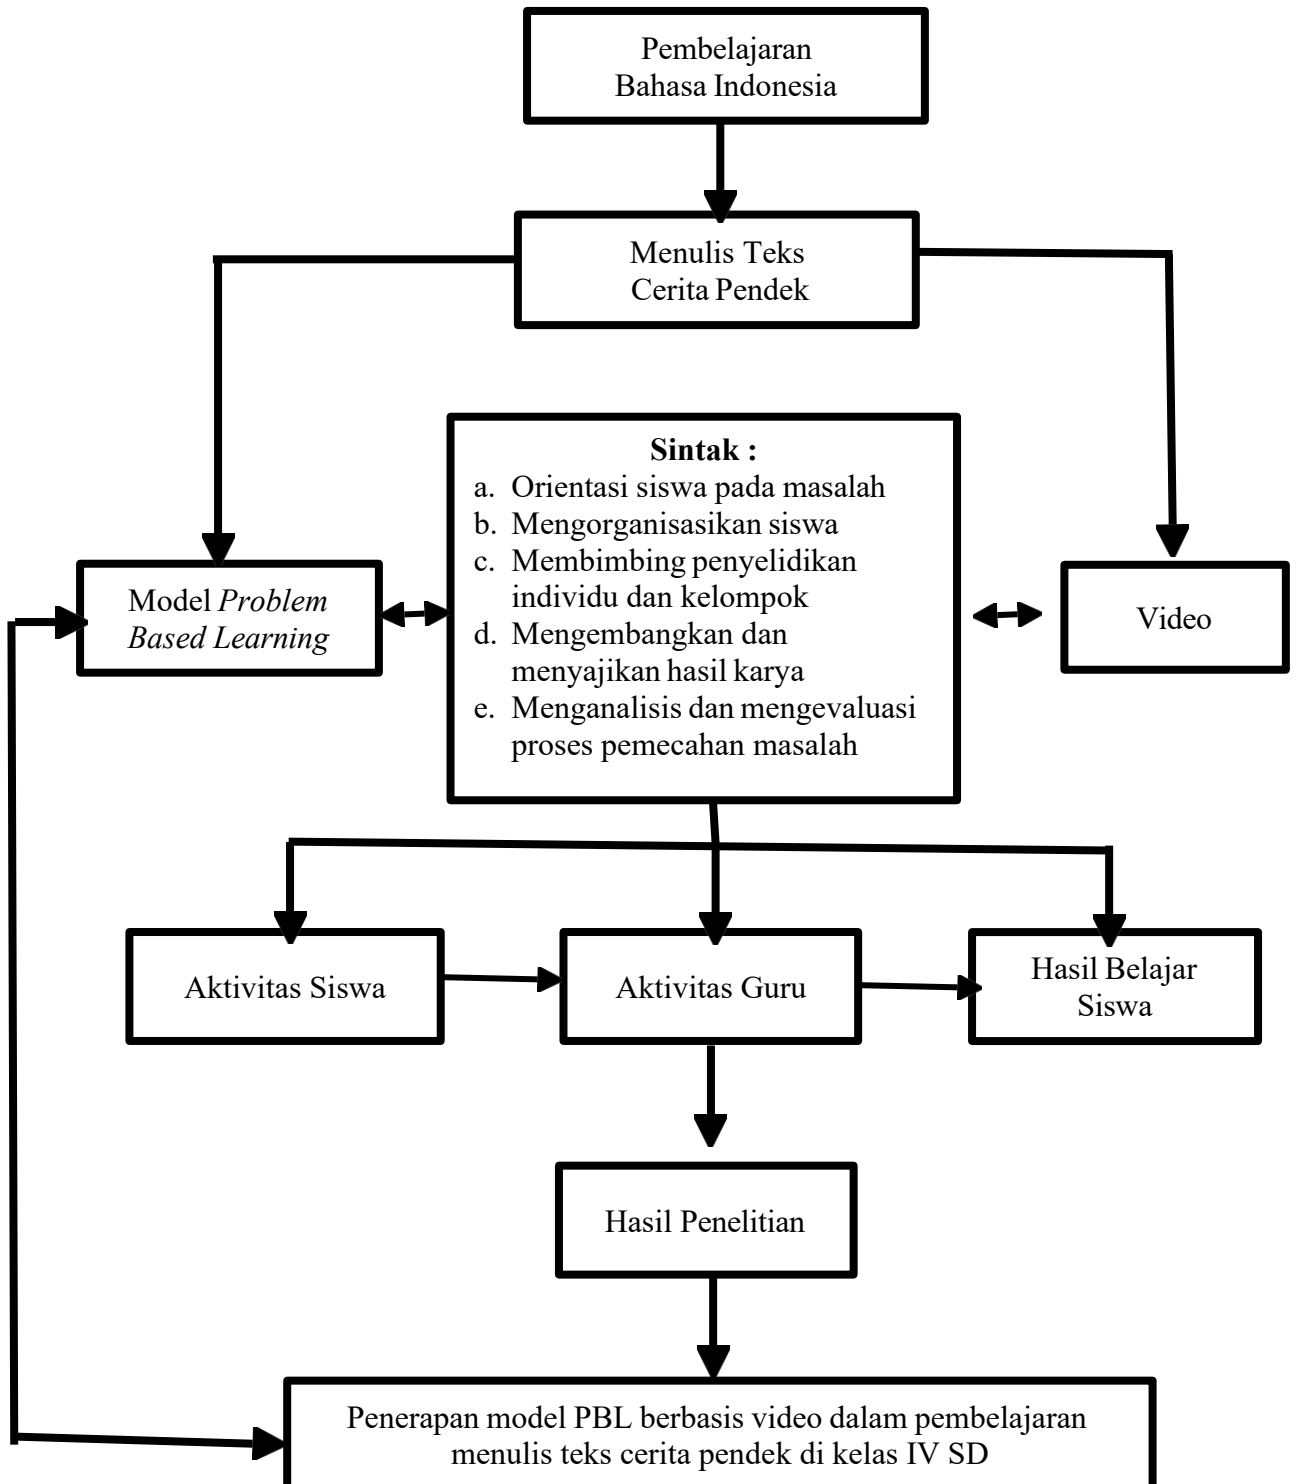 Pembelajaran
Bahasa Indonesia
Menulis Teks
Cerita Pendek
Sintak :
a. Orientasi siswa pada masalah
b. Mengorganisasikan siswa
c. Membimbing penyelidikan
individu dan kelompok
d. Mengembangkan dan
menyajikan hasil karya
e. Menganalisis dan mengevaluasi
proses pemecahan masalah
Model Problem
Based Learning
Video
Aktivitas Siswa
Aktivitas Guru
Hasil Belajar
Siswa
Hasil Penelitian
Penerapan model PBL berbasis video dalam pembelajaran
menulis teks cerita pendek di kelas IV SD